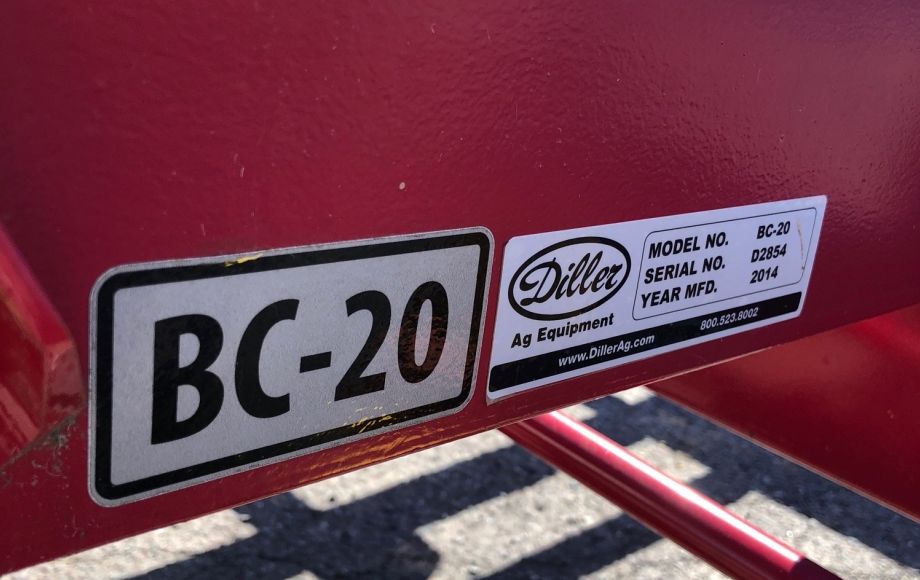 BC-20
Diller
Ag Equipment
MODEL NO. BC-20
SERIAL NO. D2854
YEAR MFD. 2014
www.DillerAg.com 800.523.8002